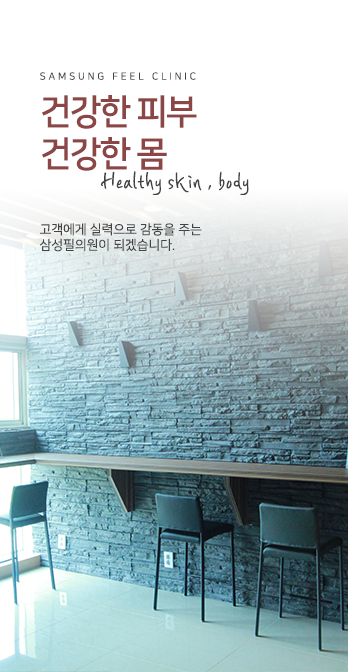 SAMSUNG FEEL CLINIC
건강한 피부
건강한 몸
Healthy skin , body
고객에게 실력으로 감동을 주는
삼성필의원이 되겠습니다.